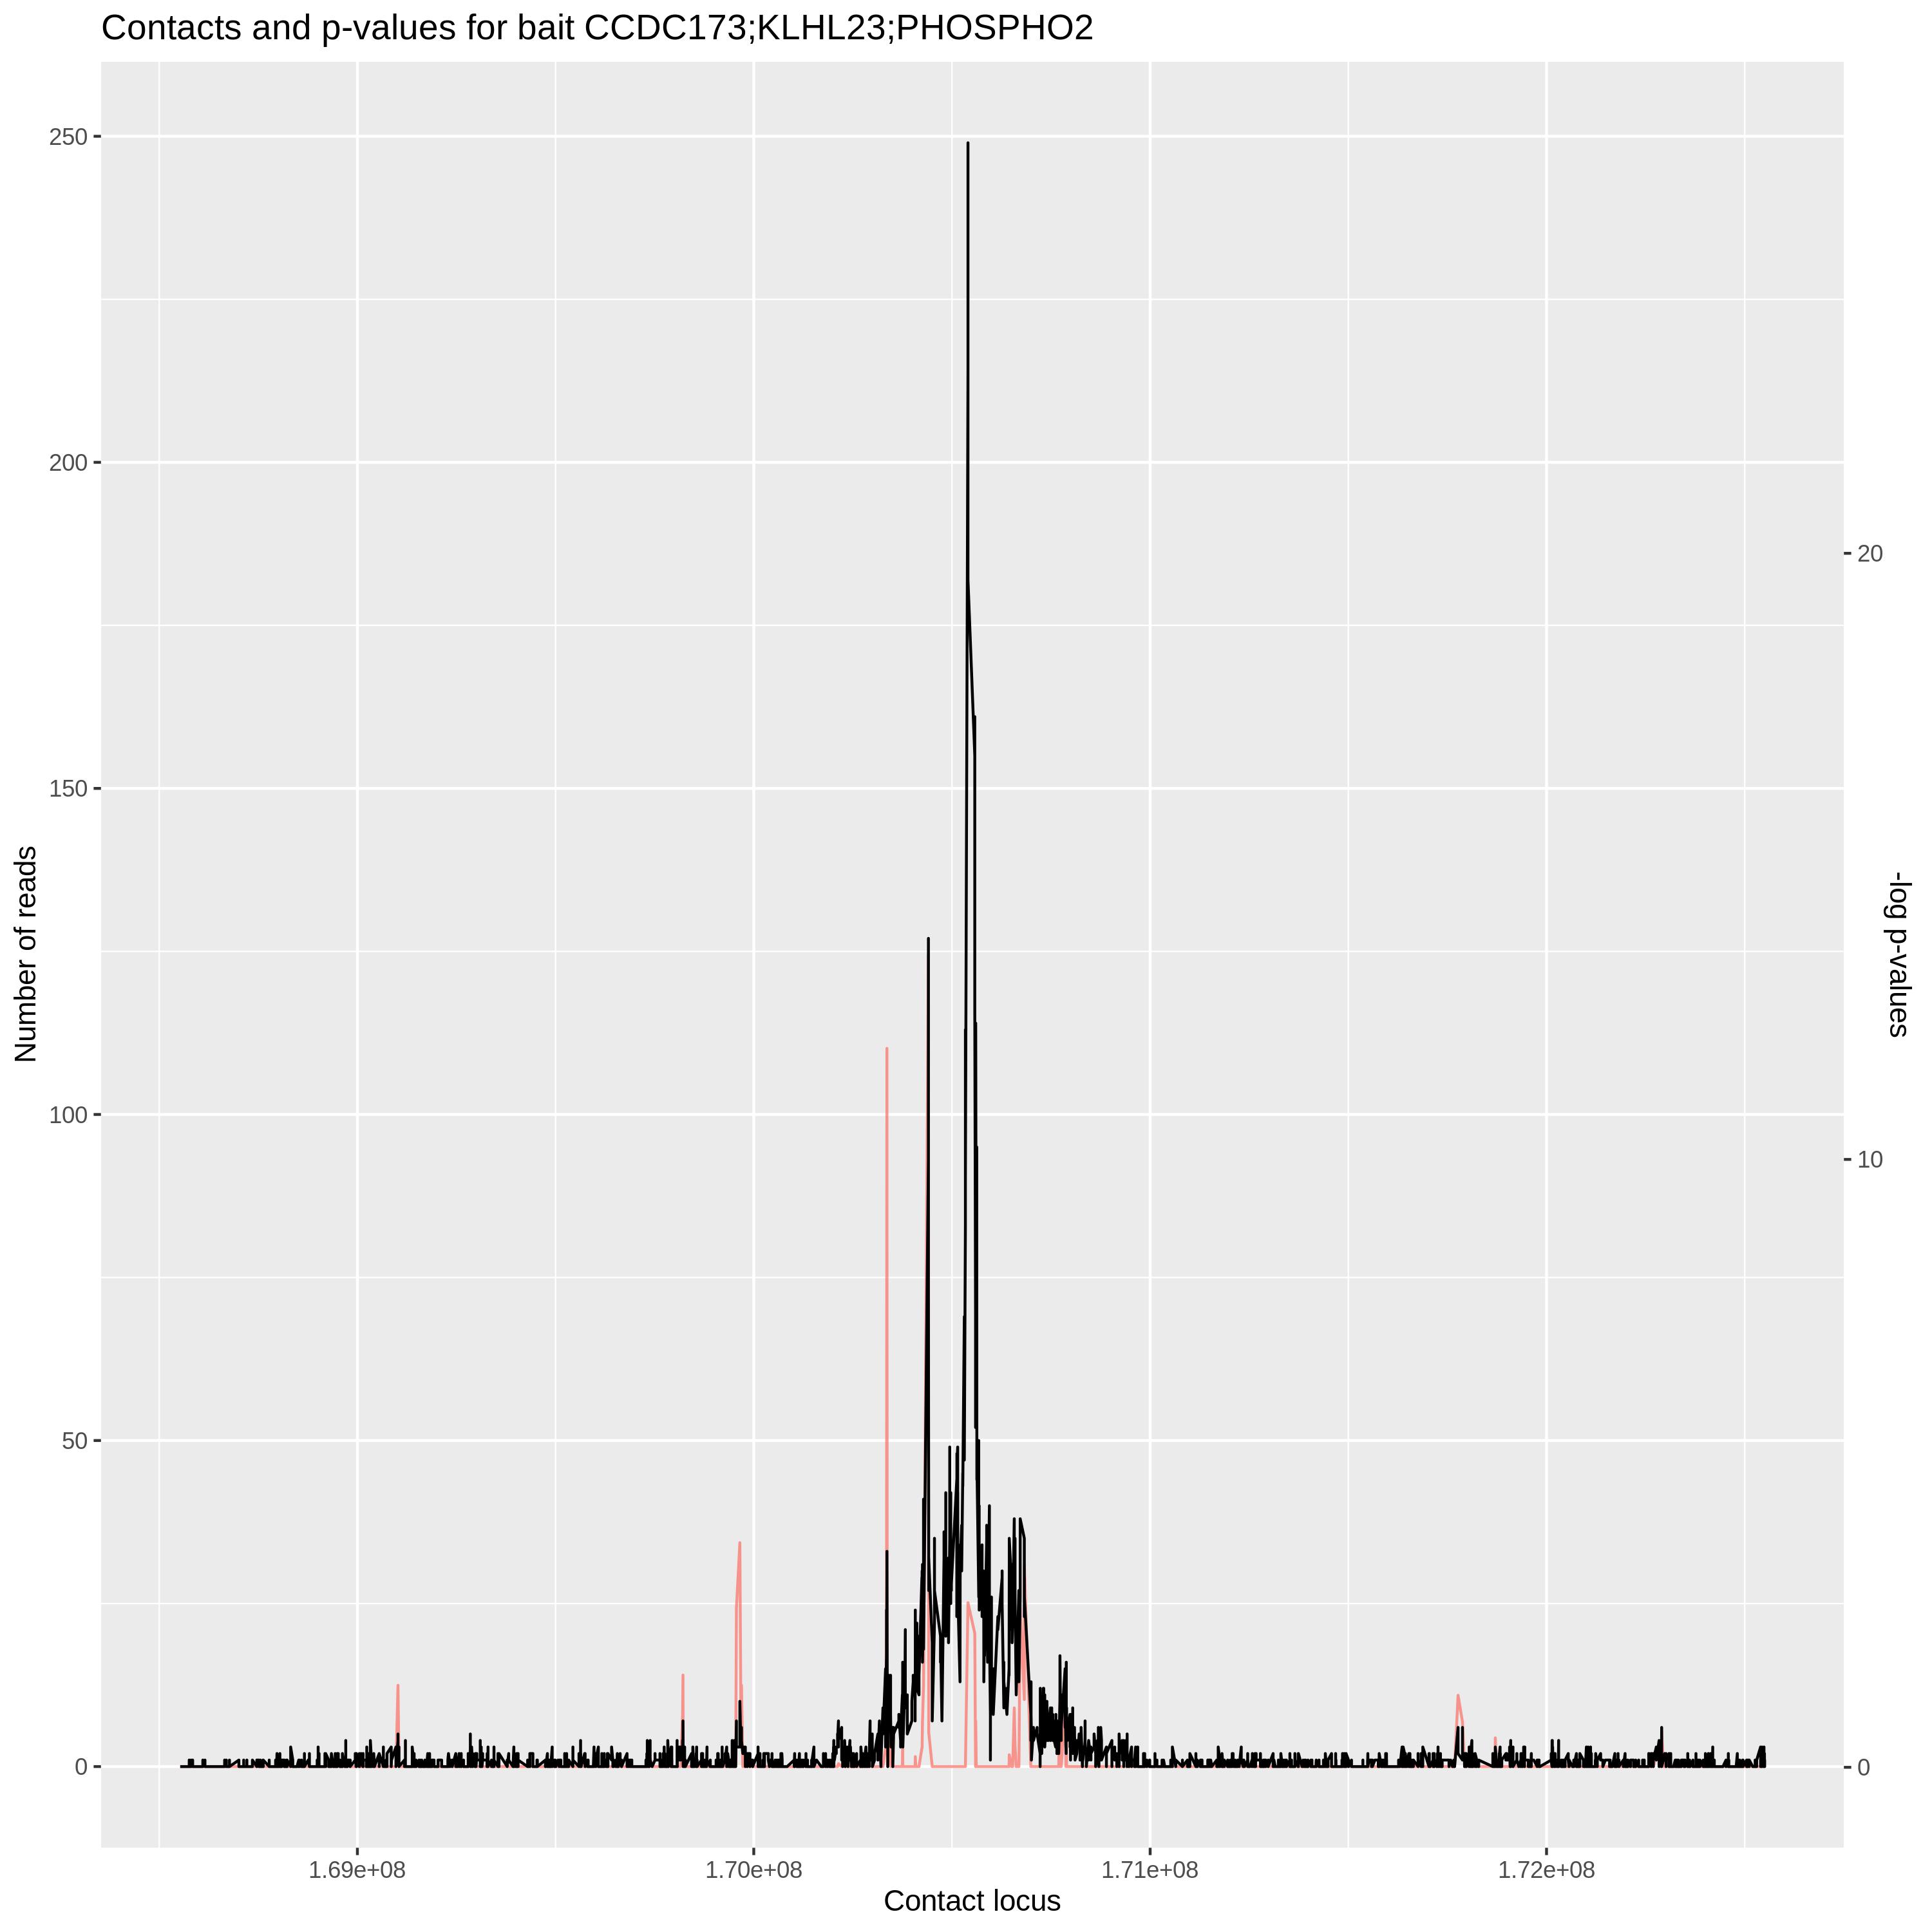 Contacts and p-values for bait CCDC173;KLHL23;PHOSPHO2
250
200
150
100
50
0
Number of reads
20
10
0
-log p-values
1.69e+08
1.70e+08
1.71e+08
1.72e+08
Contact locus